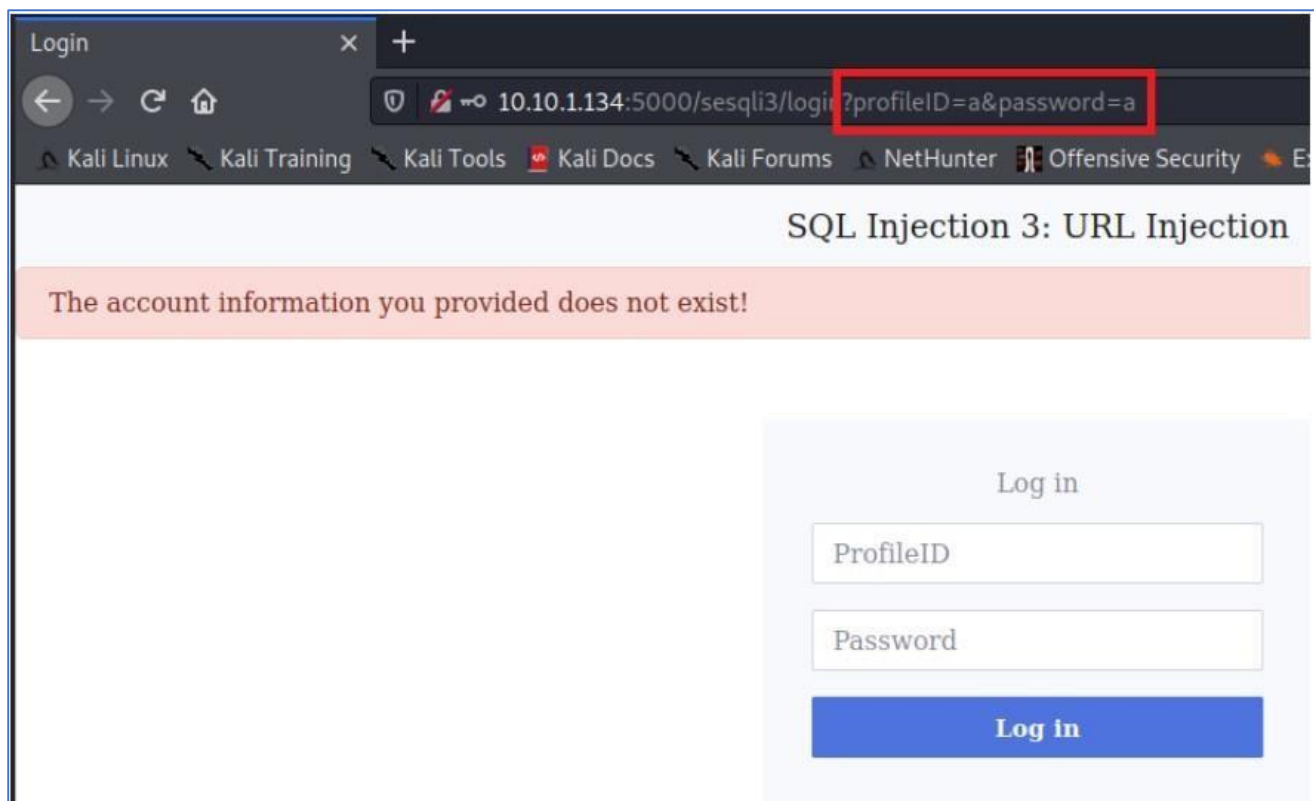 Login × +
10.10.1.134:5000/sesqli3/login?profileID=a&password=a
Kali Linux Kali Training Kali Tools Kali Docs Kali Forums NetHunter Offensive Security
SQL Injection 3: URL Injection
The account information you provided does not exist!
Log in
ProfileID
Password
Log in